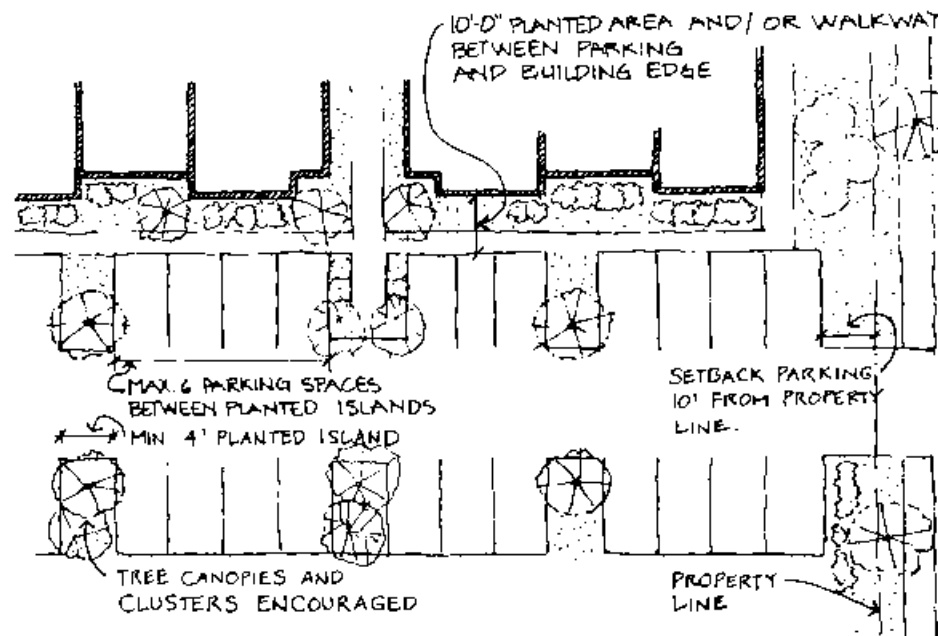 10'-0" PLANTED AREA AND/OR WALKWAY
BETWEEN PARKING
AND BUILDING EDGE
MAX. 6 PARKING SPACES
BETWEEN PLANTED ISLANDS
MIN 4' PLANTED ISLAND
SETBACK PARKING
10' FROM PROPERTY
LINE.
TREE CANOPIES AND
CLUSTERS ENCOURAGED
PROPERTY
LINE